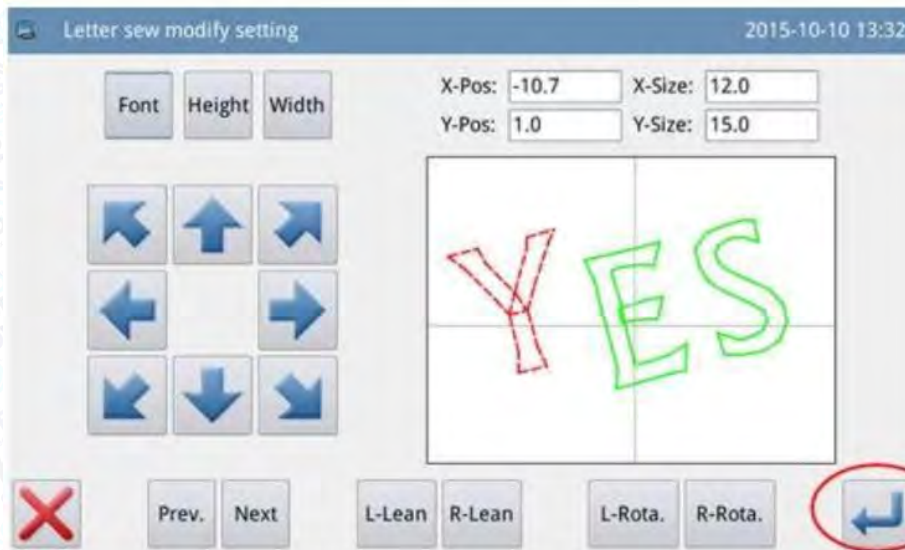 Letter sew modify setting 2015-10-10 13:32
Font Height Width
X-Pos: -10.7 X-Size: 12.0
Y-Pos: 1.0 Y-Size: 15.0
YES
Prev. Next L-Lean R-Lean L-Rota. R-Rota.